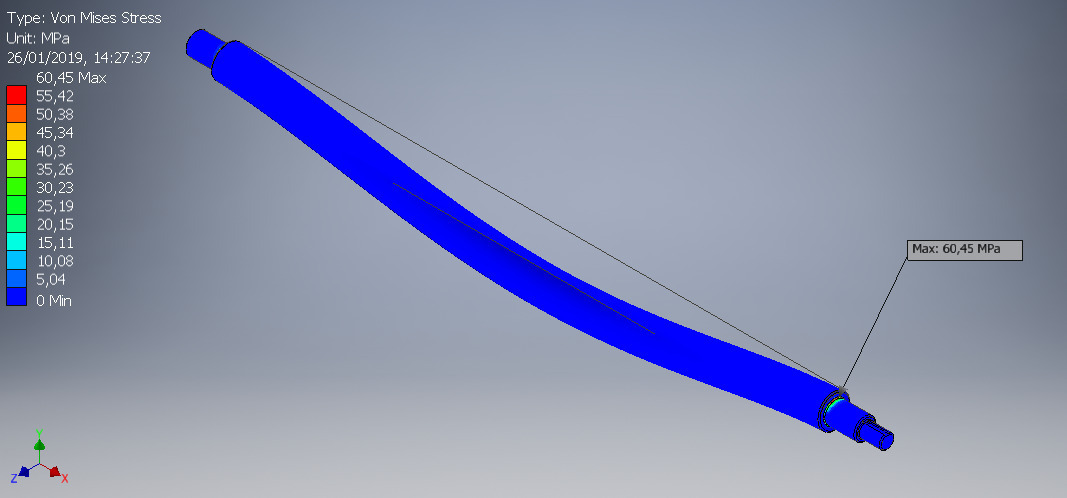 Type: Von Mises Stress
Unit: MPa
26/01/2019, 14:27:37
60,45 Max
55,42
50,38
45,34
40,3
35,26
30,23
25,19
20,15
15,11
10,08
5,04
0 Min
Max: 60,45 MPa
Y
Z
X